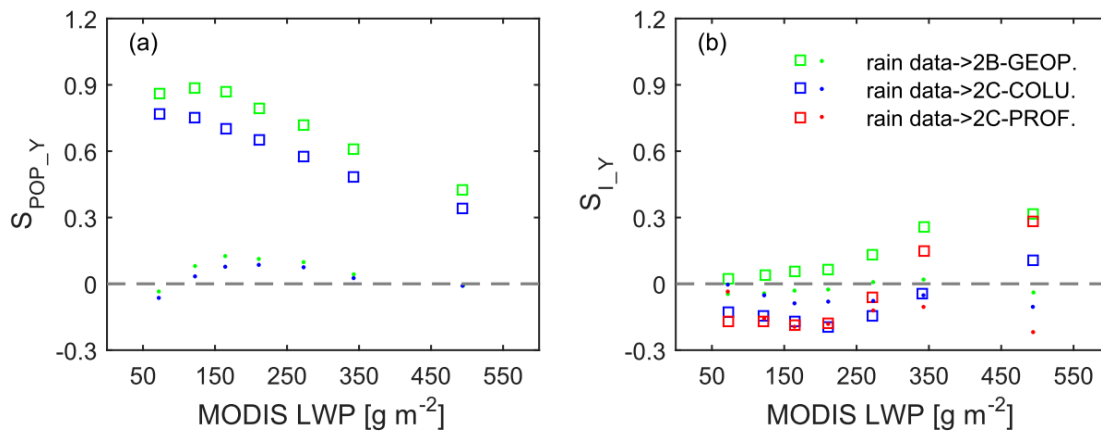 (a)
1.2
0.9
0.6
0.3
0
-0.3
S_POP_Y
50 150 250 350 450 550
MODIS LWP [g m⁻²]
(b)
rain data->2B-GEOP.
rain data->2C-COLU.
rain data->2C-PROF.
1.2
0.9
0.6
0.3
0
-0.3
S_I_Y
50 150 250 350 450 550
MODIS LWP [g m⁻²]